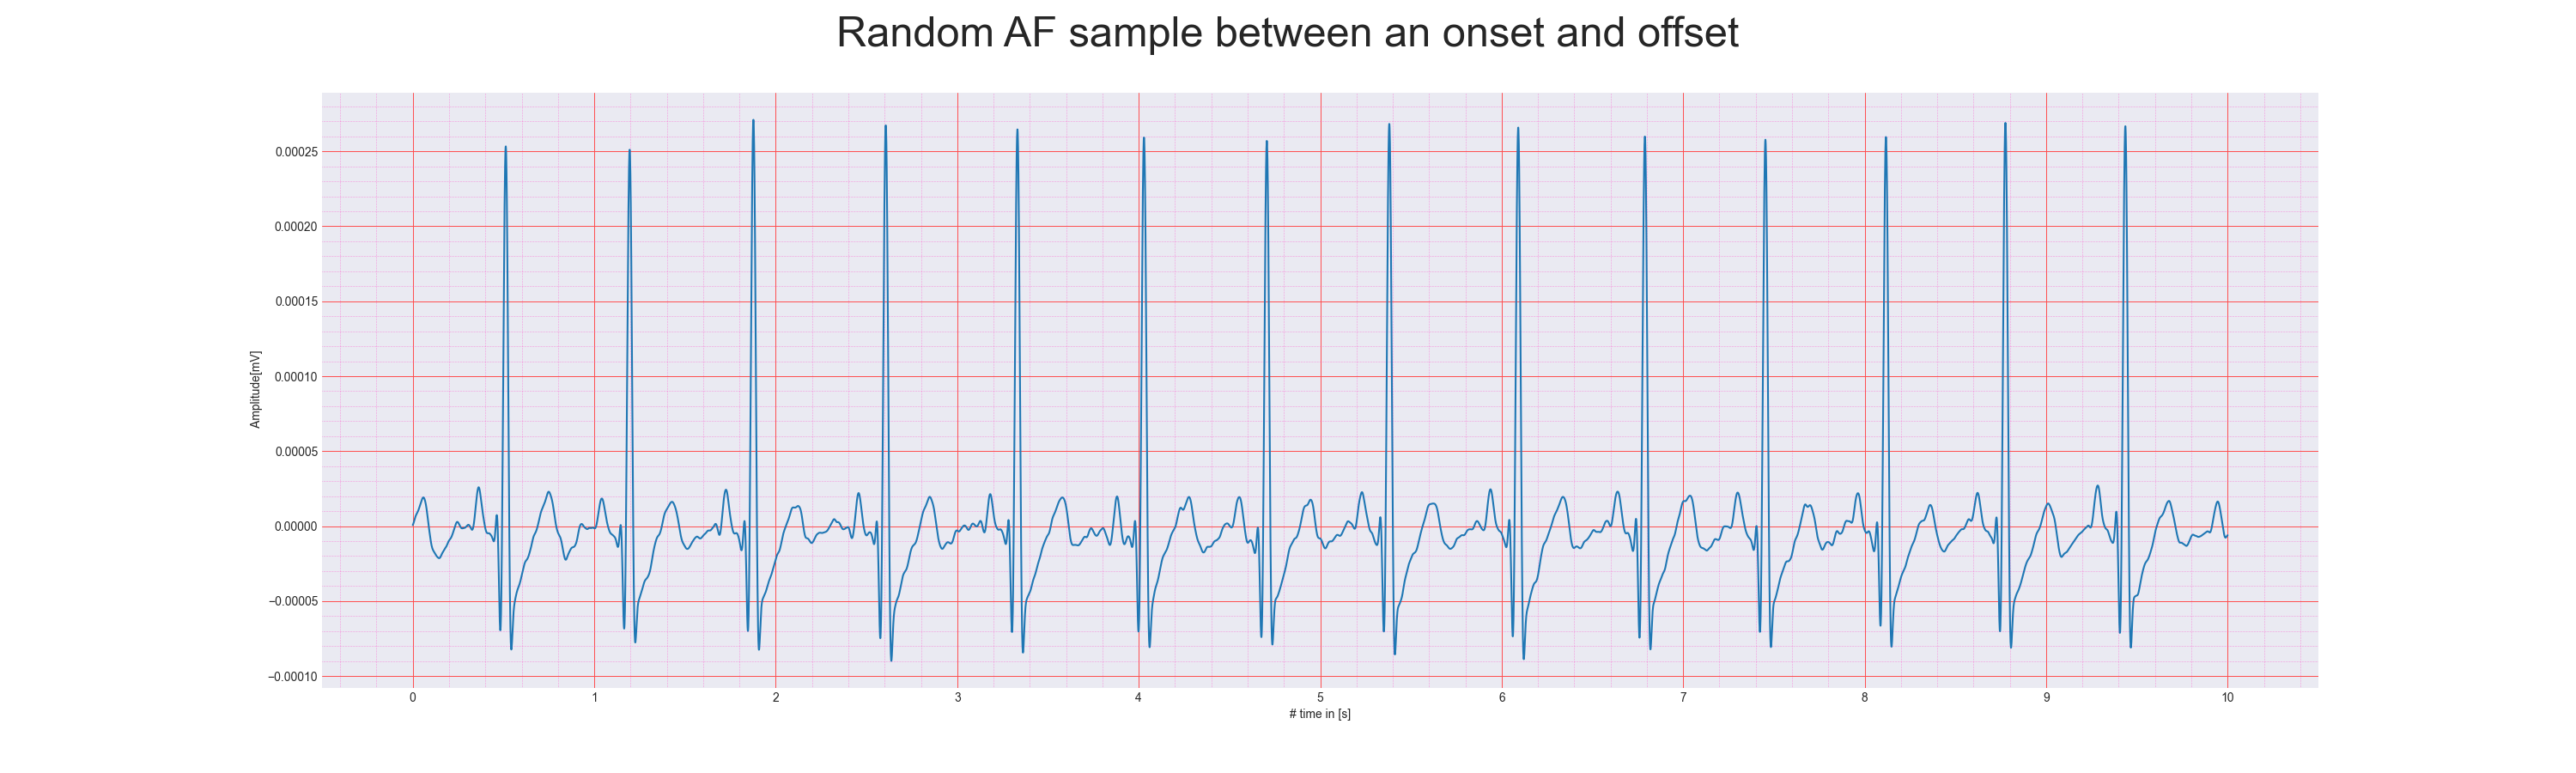 Random AF sample between an onset and offset
0.00025
0.00020
0.00015
0.00010
0.00005
0.00000
−0.00005
−0.00010
Amplitude[mV]
0 1 2 3 4 5 6 7 8 9 10
# time in [s]